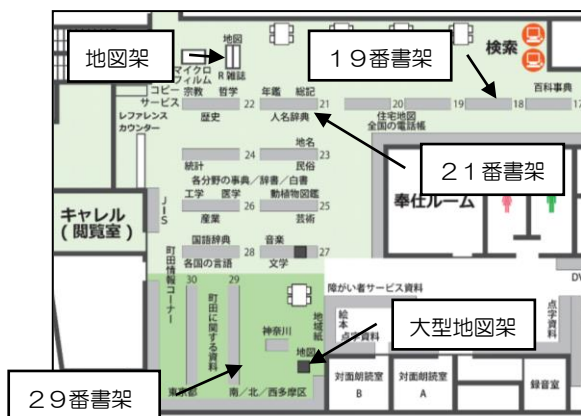 地図架
地図
R雑誌
マイクロ
フィルム
19番書架
検索
コピー
サービス
宗教 哲学
22
歴史
年鑑 総記
21
人名辞典
20
住宅地図
全国の電話帳
19
18
百科事典
17
レファレンス
カウンター
21番書架
24
統計
地名
23
民俗
各分野の事典/辞書/白書
工学 医学
26
産業
動植物図鑑
25
芸術
JIS
キャレル
(閲覧室)
奉仕ルーム
国語辞典
28
各国の言語
音楽
27
文学
町田情報コーナー
30
29
町田に関する資料
神奈川
地域紙
地図
東京都
南/北/西多摩区
障がい者サービス資料
絵本
点字資料
点字資料
DV
大型地図架
29番書架
対面朗読室
B
対面朗読室
A
録音室